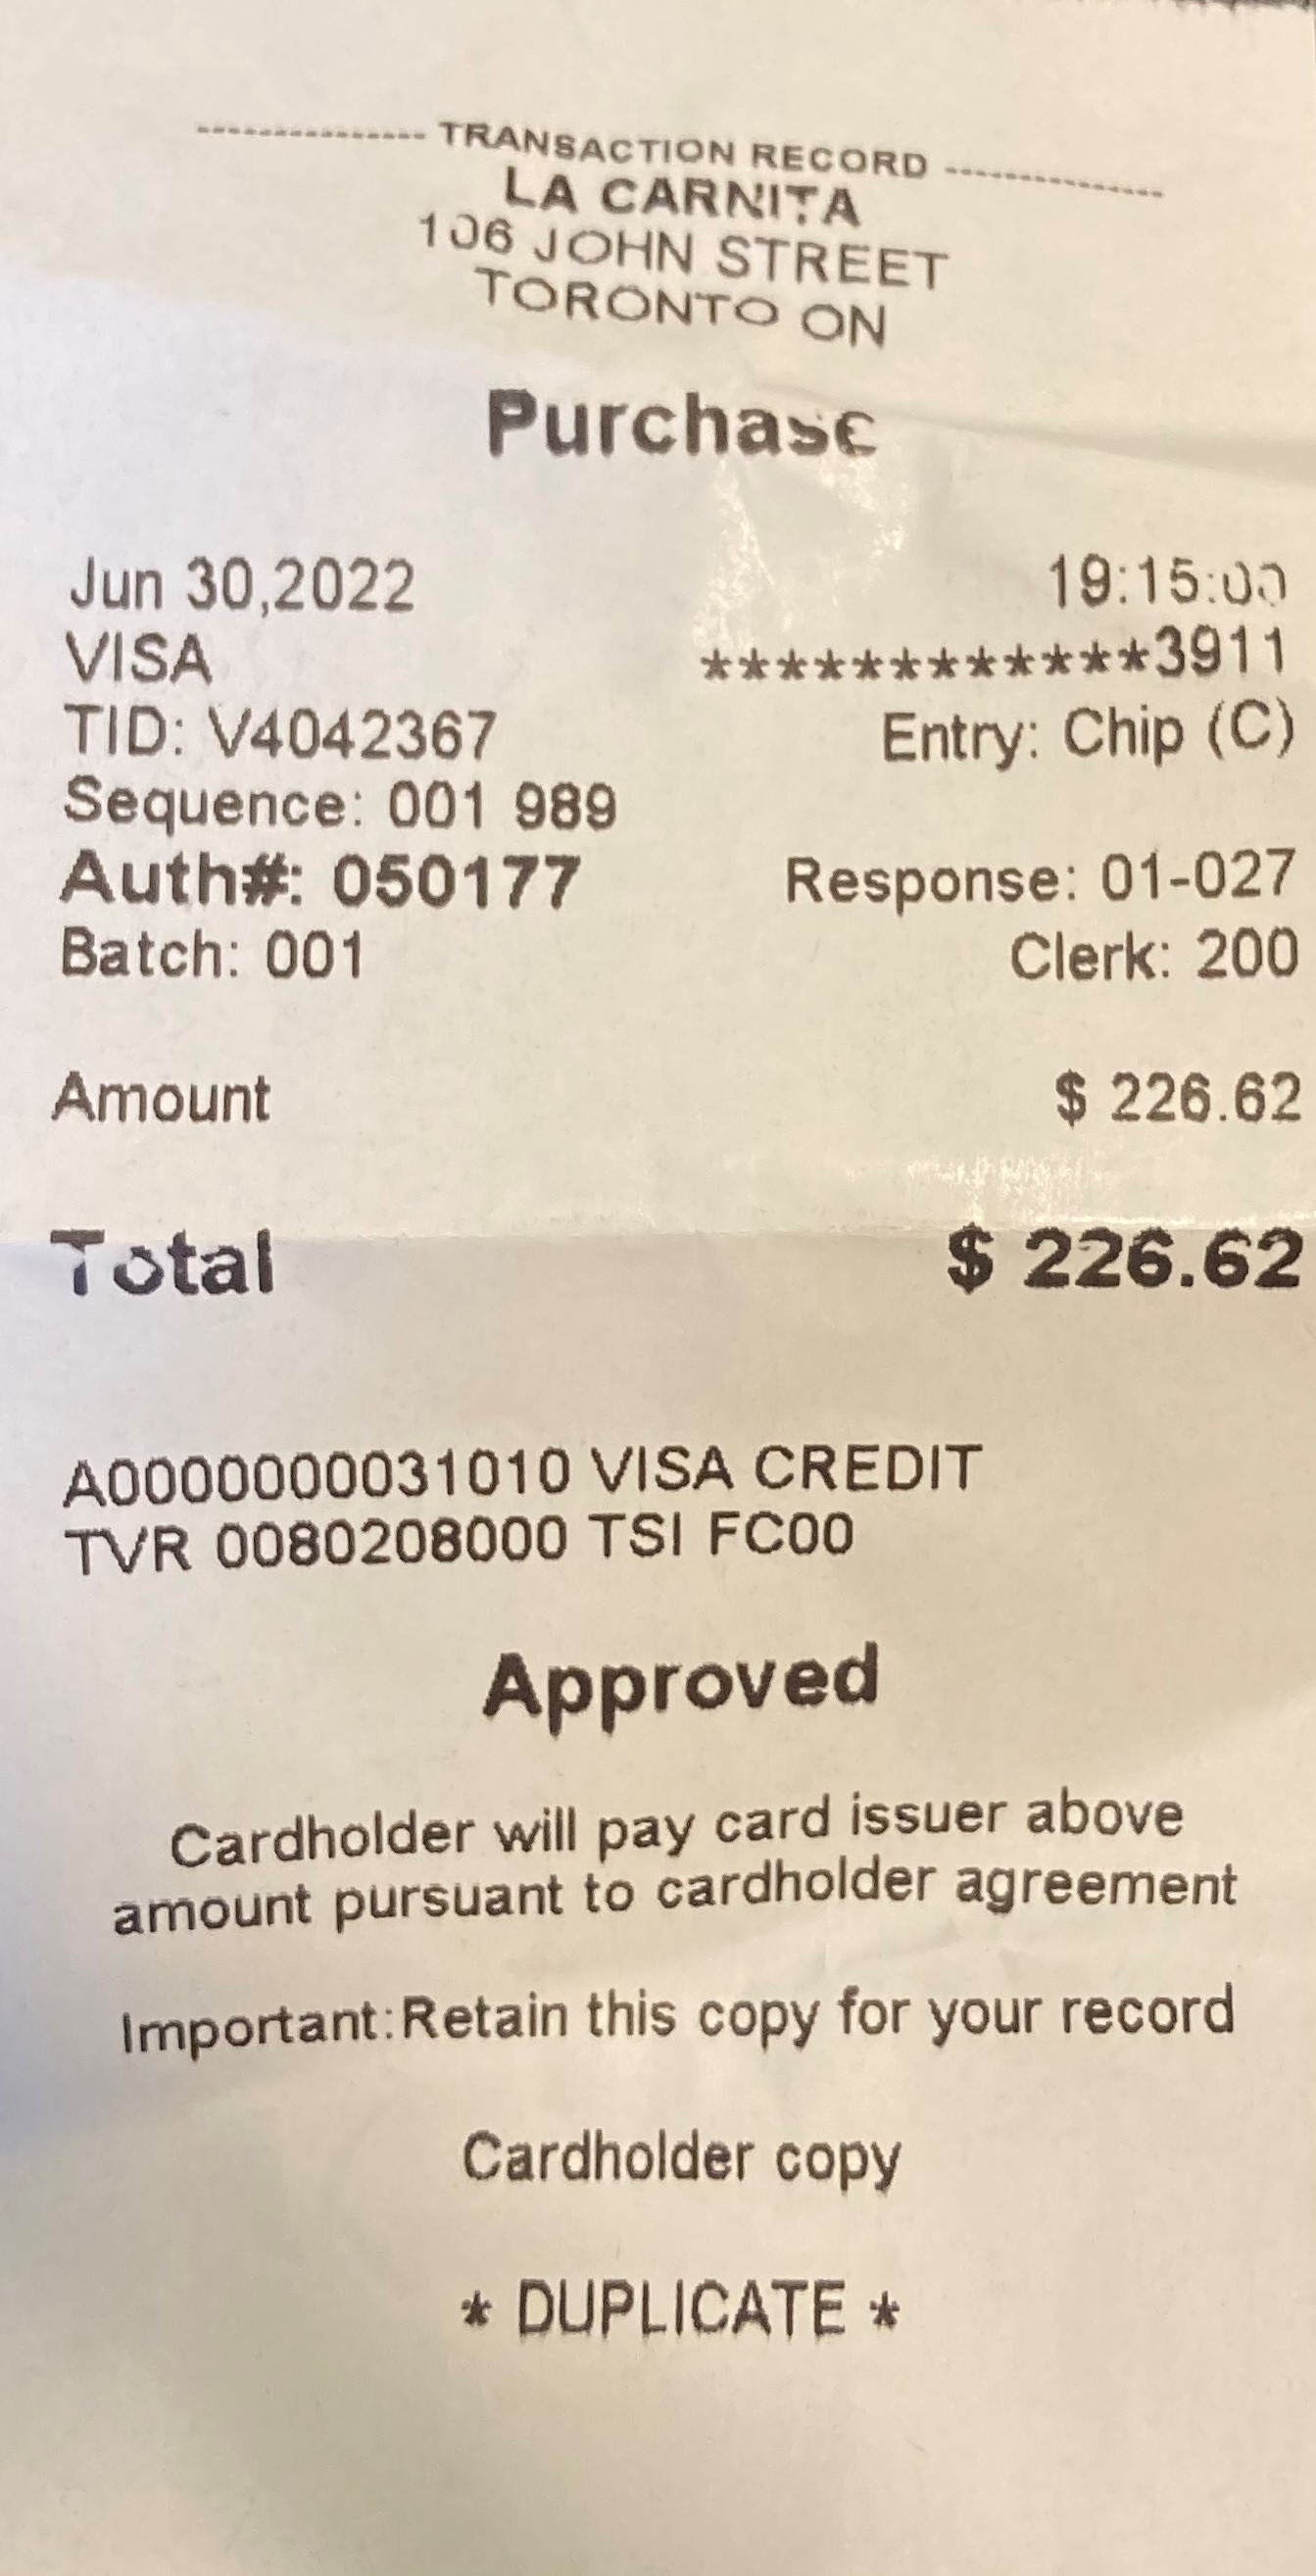 --------------- TRANSACTION RECORD ---------------
LA CARNITA
106 JOHN STREET
TORONTO ON
Purchase
Jun 30,2022 19:15:00
VISA ************3911
TID: V4042367 Entry: Chip (C)
Sequence: 001 989
Auth#: 050177 Response: 01-027
Batch: 001 Clerk: 200
Amount $ 226.62
Total $ 226.62
A0000000031010 VISA CREDIT
TVR 0080208000 TSI FC00
Approved
Cardholder will pay card issuer above
amount pursuant to cardholder agreement
Important:Retain this copy for your record
Cardholder copy
* DUPLICATE *